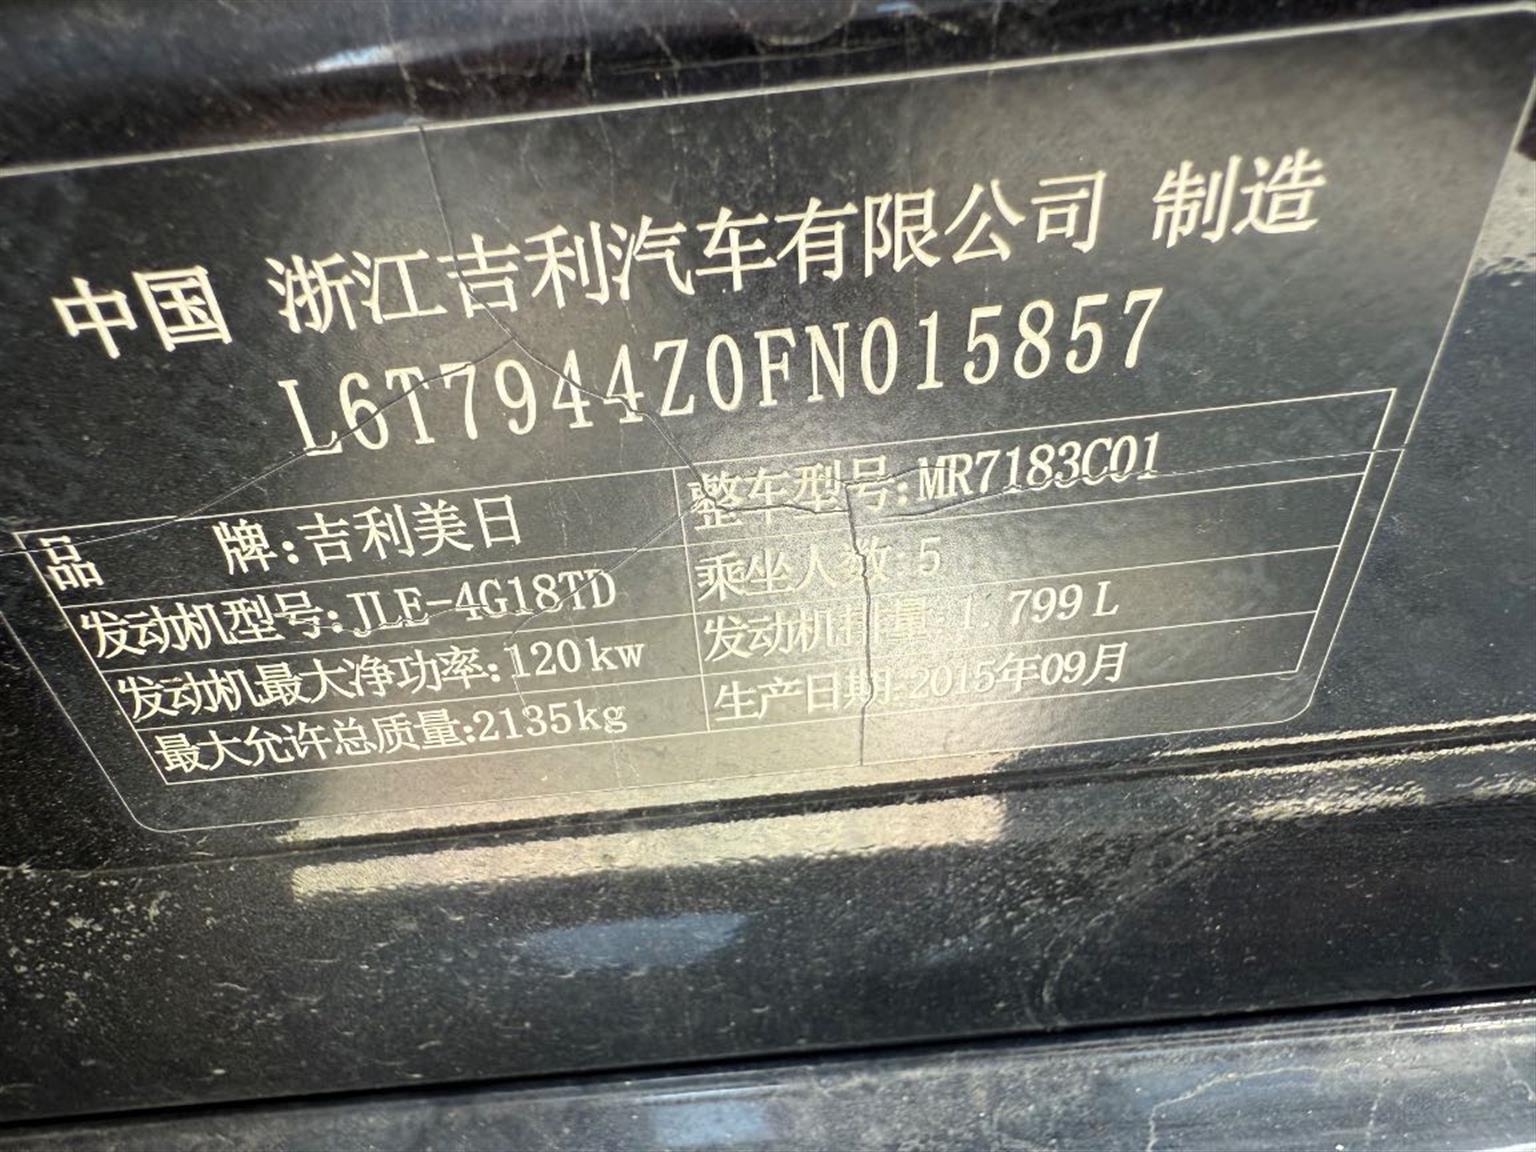 中国 浙江吉利汽车有限公司 制造
L6T7944Z0FN015857
品 牌:吉利美日 整车型号:MR7183C01
发动机型号:JLE-4G18TD 乘坐人数:5
发动机最大净功率:120kw 发动机排量:1.799L
最大允许总质量:2135kg 生产日期:2015年09月